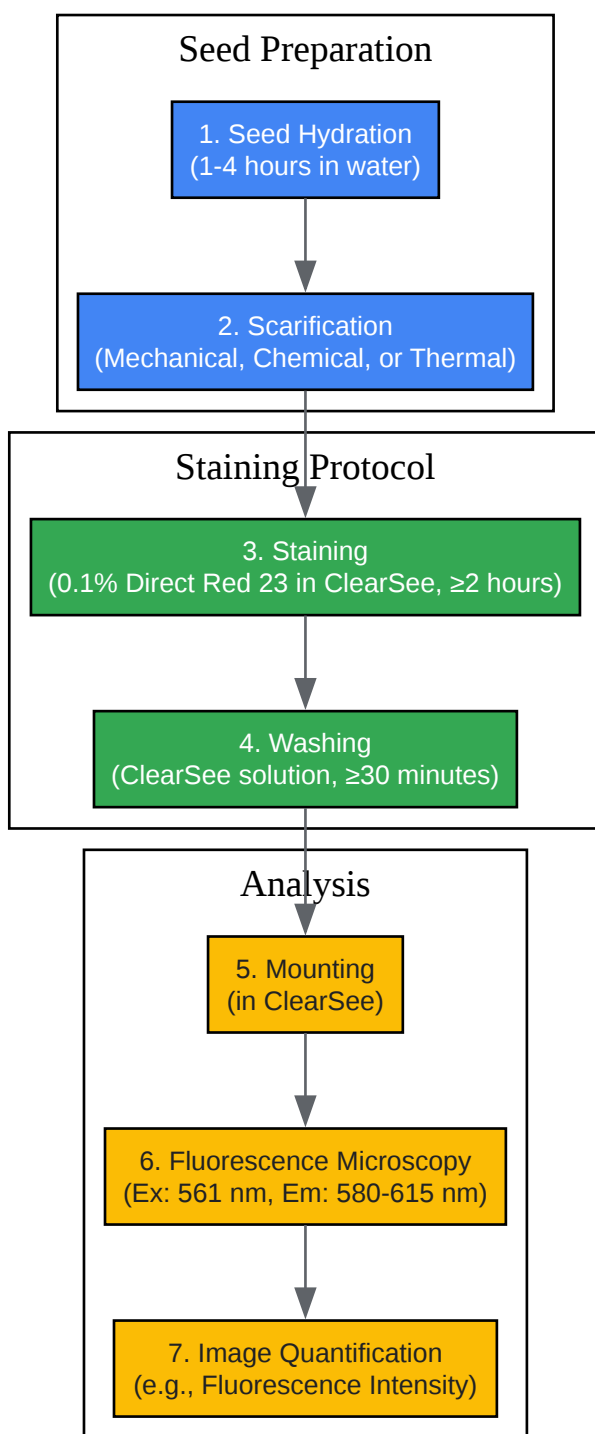 Seed Preparation
1. Seed Hydration
(1-4 hours in water)
2. Scarification
(Mechanical, Chemical, or Thermal)
Staining Protocol
3. Staining
(0.1% Direct Red 23 in ClearSee, ≥2 hours)
4. Washing
(ClearSee solution, ≥30 minutes)
Analysis
5. Mounting
(in ClearSee)
6. Fluorescence Microscopy
(Ex: 561 nm, Em: 580-615 nm)
7. Image Quantification
(e.g., Fluorescence Intensity)